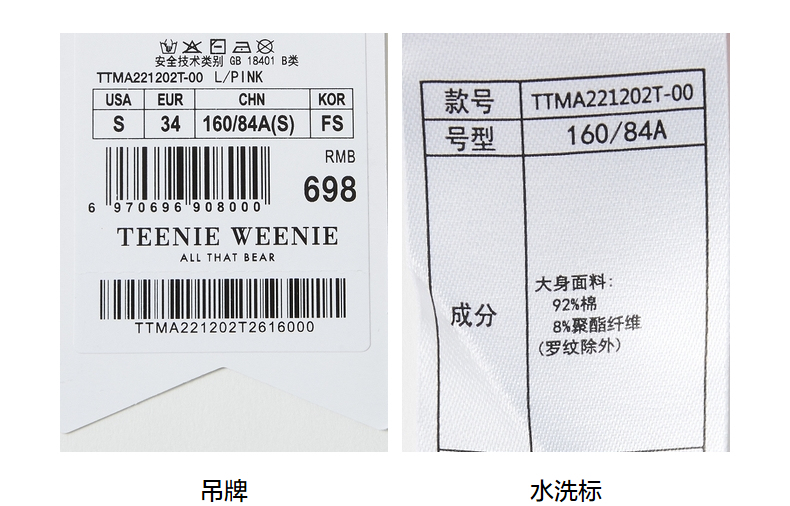 安全技术类别 GB 18401 B类
TTMA221202T-00 L/PINK
USA EUR CHN KOR
S 34 160/84A(S) FS
RMB
698
6 970696 908000
TEENIE WEENIE
ALL THAT BEAR
TTMA221202T2616000
吊牌
款号 TTMA221202T-00
号型 160/84A
成分
大身面料:
92%棉
8%聚酯纤维
(罗纹除外)
水洗标